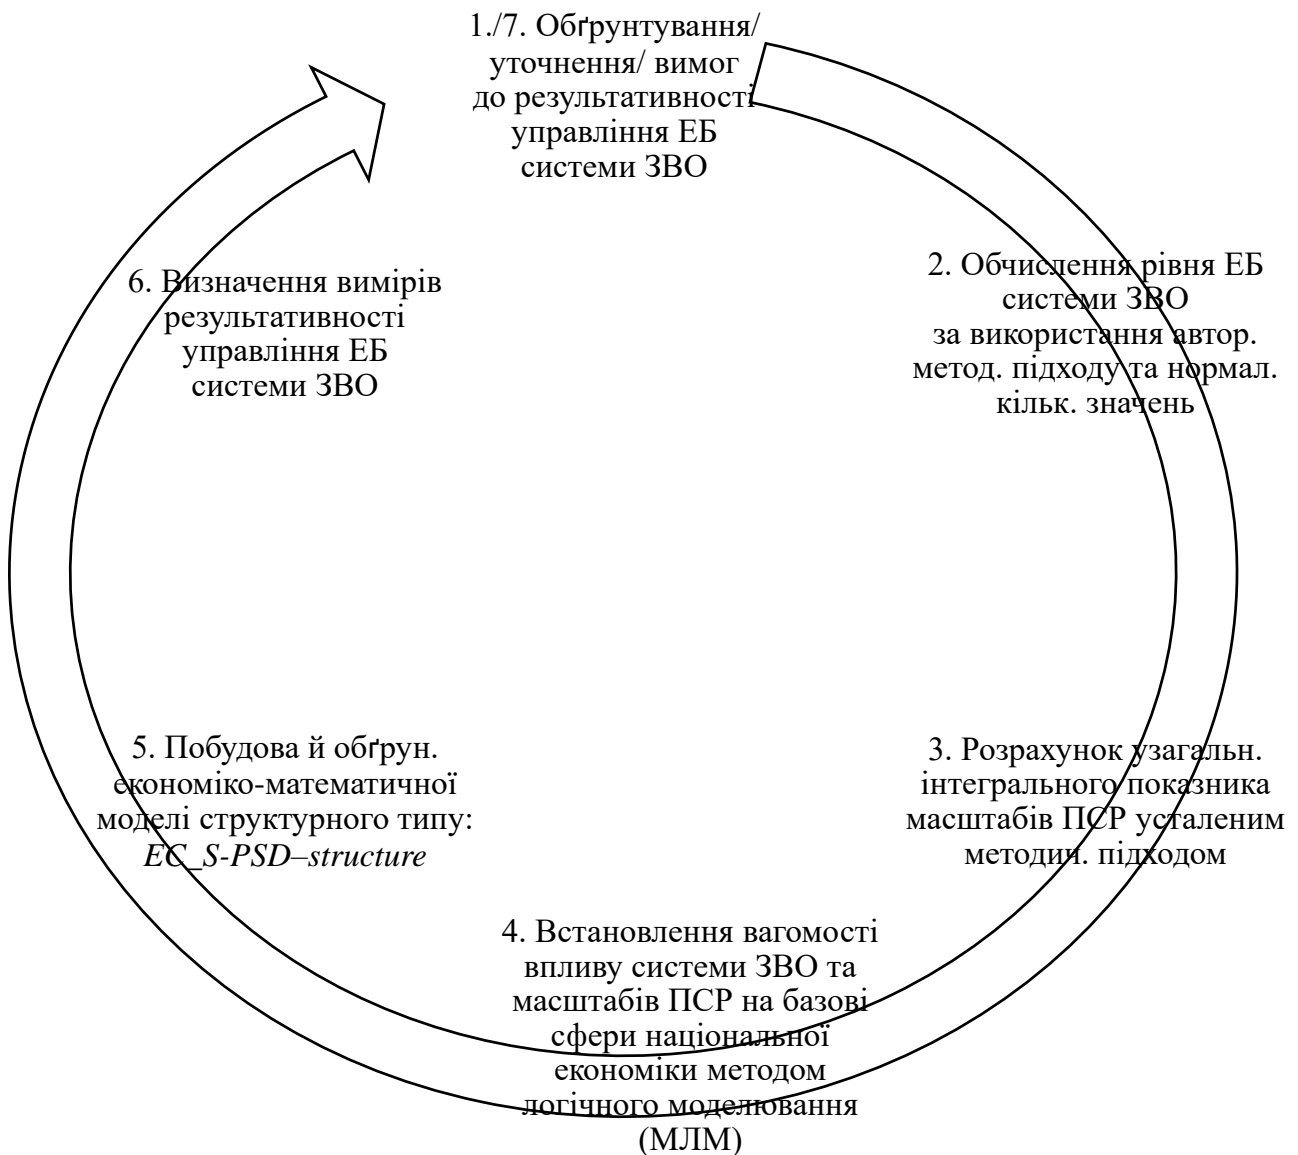 1./7. Обґрунтування/
уточнення/ вимог
до результативності
управління ЕБ
системи ЗВО
2. Обчислення рівня ЕБ
системи ЗВО
за використання автор.
метод. підходу та нормал.
кільк. значень
3. Розрахунок узагальн.
інтегрального показника
масштабів ПСР усталеним
методич. підходом
4. Встановлення вагомості
впливу системи ЗВО та
масштабів ПСР на базові
сфери національної
економіки методом
логічного моделювання
(МЛМ)
5. Побудова й обґрун.
економіко-математичної
моделі структурного типу:
EC_S-PSD–structure
6. Визначення вимірів
результативності
управління ЕБ
системи ЗВО